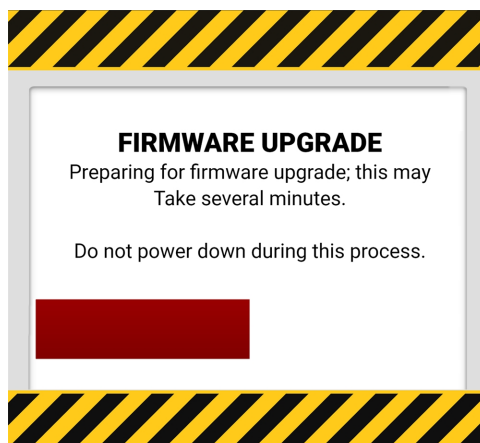 FIRMWARE UPGRADE
Preparing for firmware upgrade; this may
Take several minutes.
Do not power down during this process.